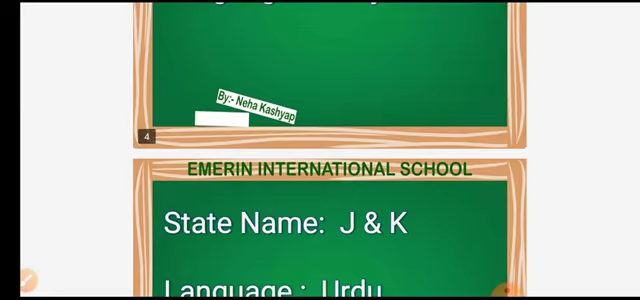 By:- Neha Kashyap
4
EMERIN INTERNATIONAL SCHOOL
State Name: J & K
Language : Urdu